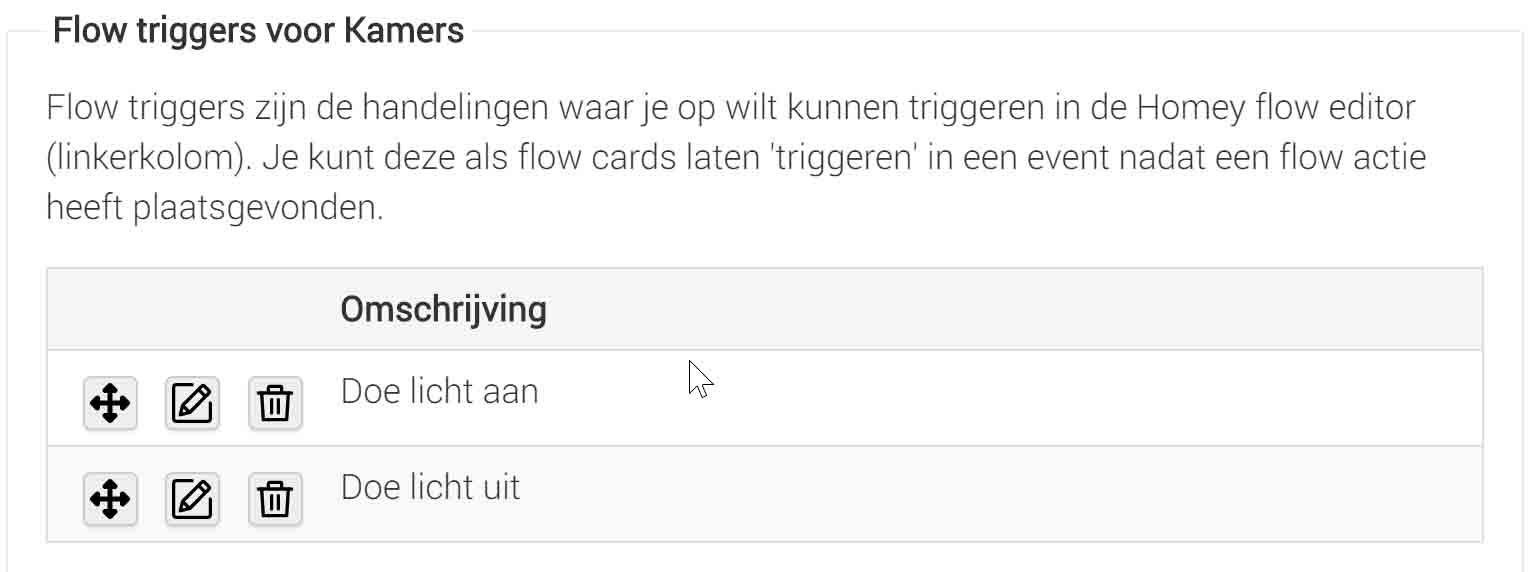 Flow triggers voor Kamers
Flow triggers zijn de handelingen waar je op wilt kunnen triggeren in de Homey flow editor
(linkerkolom). Je kunt deze als flow cards laten 'triggeren' in een event nadat een flow actie
heeft plaatsgevonden.
Omschrijving
Doe licht aan
Doe licht uit